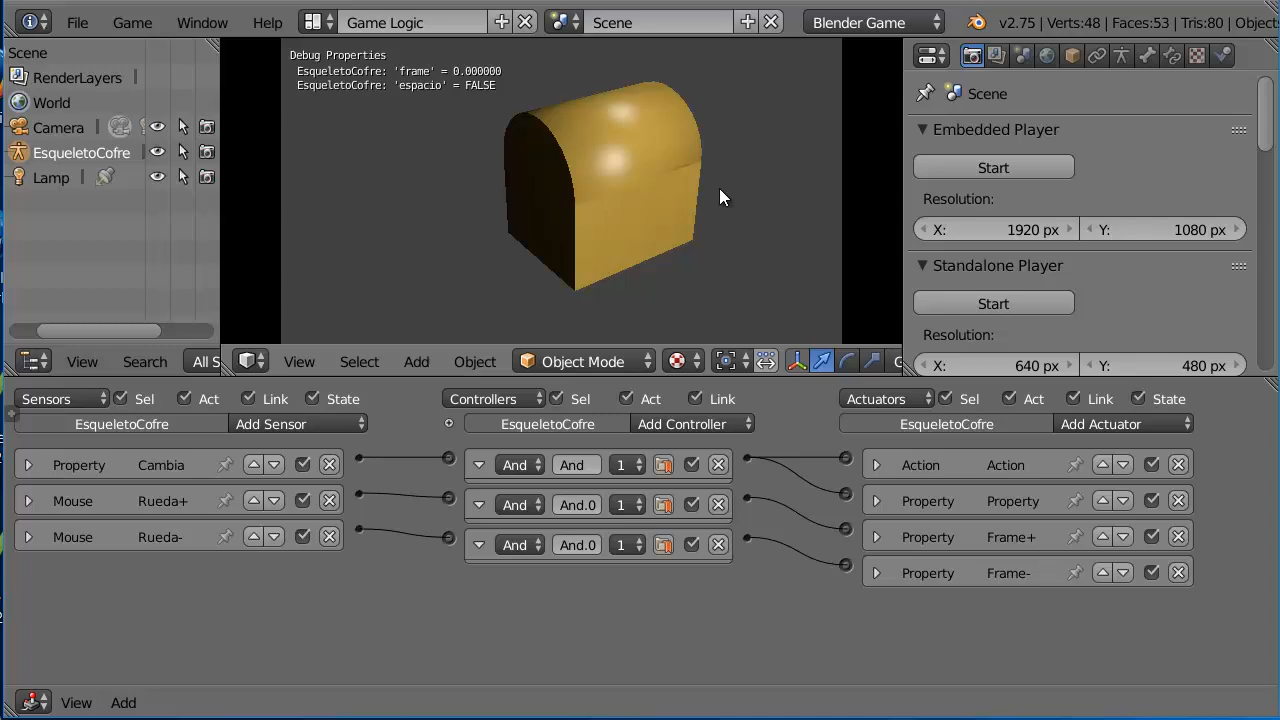 File Game Window Help Game Logic Scene Blender Game v2.75 | Verts:48 | Faces:53 | Tris:80 | Object:
Scene
RenderLayers
World
Camera
EsqueletoCofre
Lamp
View Search All S
Debug Properties
EsqueletoCofre: 'frame' = 0.000000
EsqueletoCofre: 'espacio' = FALSE
View Select Add Object Object Mode
Scene
Embedded Player
Start
Resolution:
X: 1920 px Y: 1080 px
Standalone Player
Start
Resolution:
X: 640 px Y: 480 px
Sensors Sel Act Link State Controllers Sel Act Link Actuators Sel Act Link State
EsqueletoCofre Add Sensor EsqueletoCofre Add Controller EsqueletoCofre Add Actuator
Property Cambia And And 1 Action Action
Mouse Rueda+ And And.0 1 Property Property
Mouse Rueda- And And.0 1 Property Frame+
Property Frame-
View Add